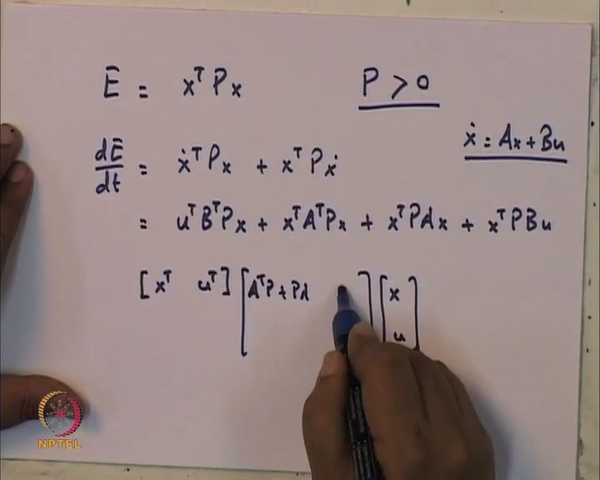 E = xᵀPx P > 0
dE/dt = ẋᵀPx + xᵀPẋ ẋ = Ax + Bu
= uᵀBᵀPx + xᵀAᵀPx + xᵀPAx + xᵀPBu
[xᵀ uᵀ] [AᵀP + PA ] [x
u]
NPTEL